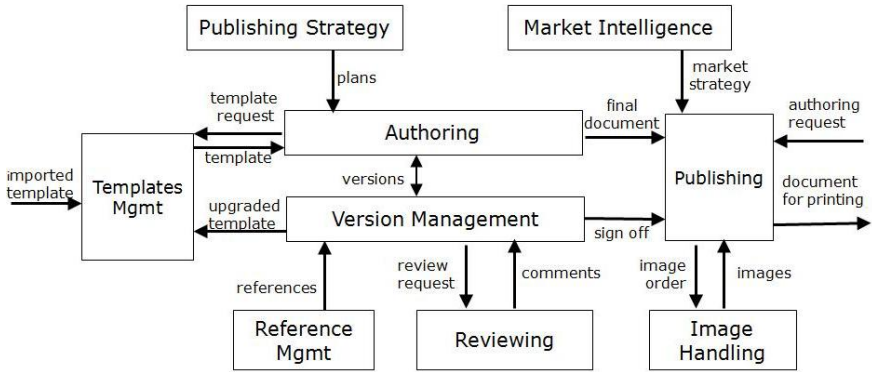 Publishing Strategy
Market Intelligence
plans
market
strategy
template
request
final
document
authoring
request
Authoring
template
imported
template
Templates
Mgmt
versions
Publishing
document
for printing
upgraded
template
Version Management
sign off
references
review
request
comments
image
order
images
Reference
Mgmt
Reviewing
Image
Handling